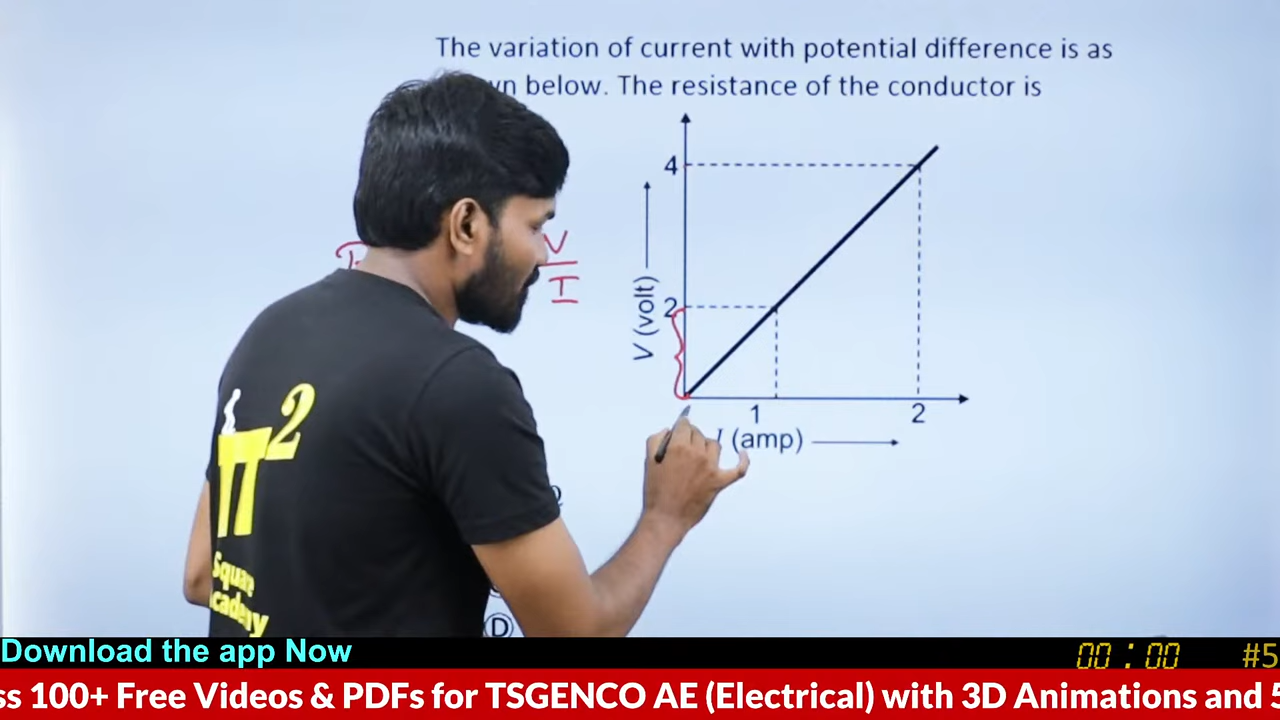 The variation of current with potential difference is as
below. The resistance of the conductor is
4
2
V (volt)
1
2
I (amp)
V
I
π²
Square
Academy
Ⓓ
Download the app Now
00 : 00
#5
100+ Free Videos & PDFs for TSGENCO AE (Electrical) with 3D Animations and